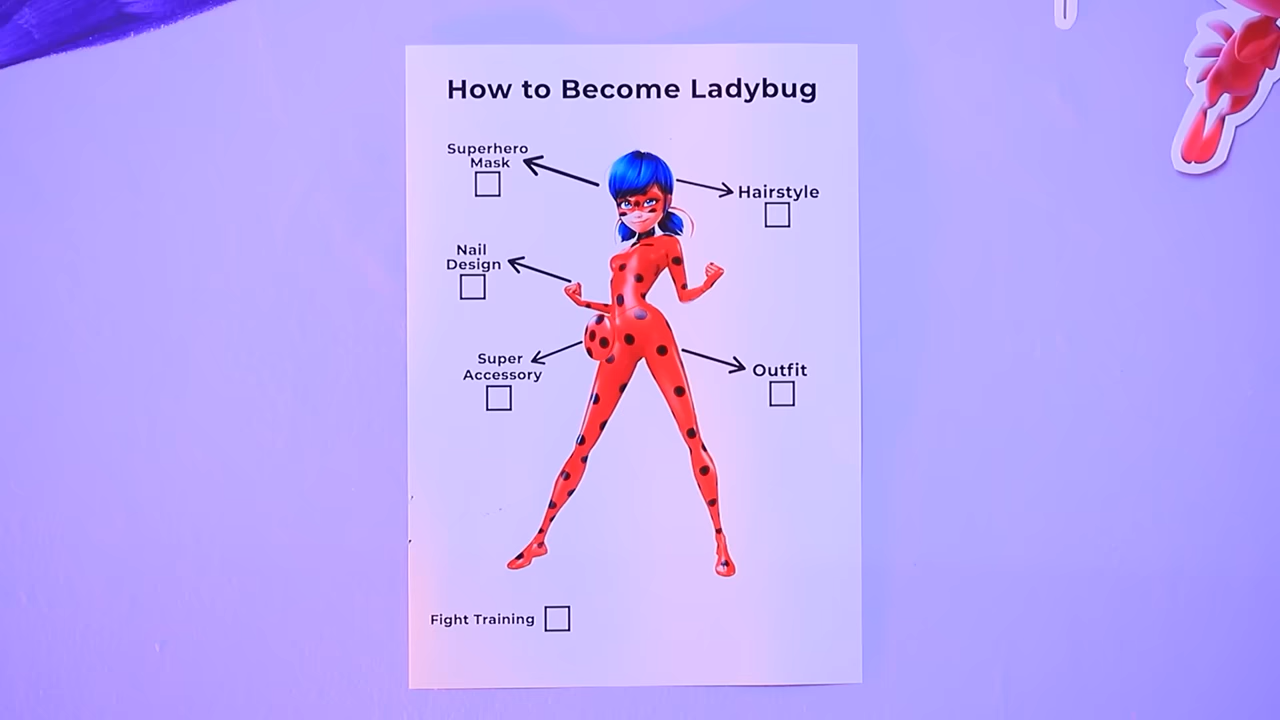 How to Become Ladybug
Superhero
Mask
Hairstyle
Nail
Design
Super
Accessory
Outfit
Fight Training